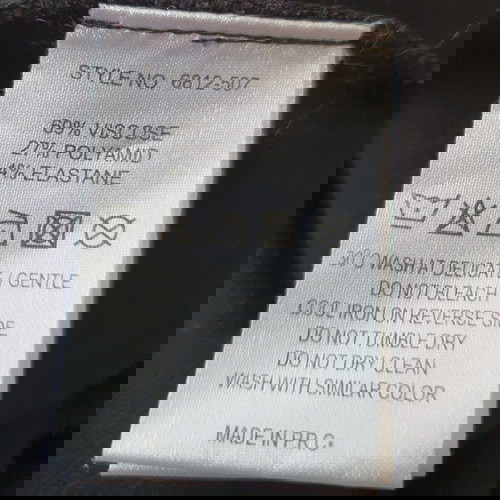 STYLE NO. 6812-507
69% VISCOSE
27% POLYAMID
4% ELASTANE
30°C WASH AT DELICATE / GENTLE
DO NOT BLEACH
COOL IRON ON REVERSE SIDE
DO NOT TUMBLE DRY
DO NOT DRY CLEAN
WASH WITH SIMILAR COLOR
MADE IN P.R.C.